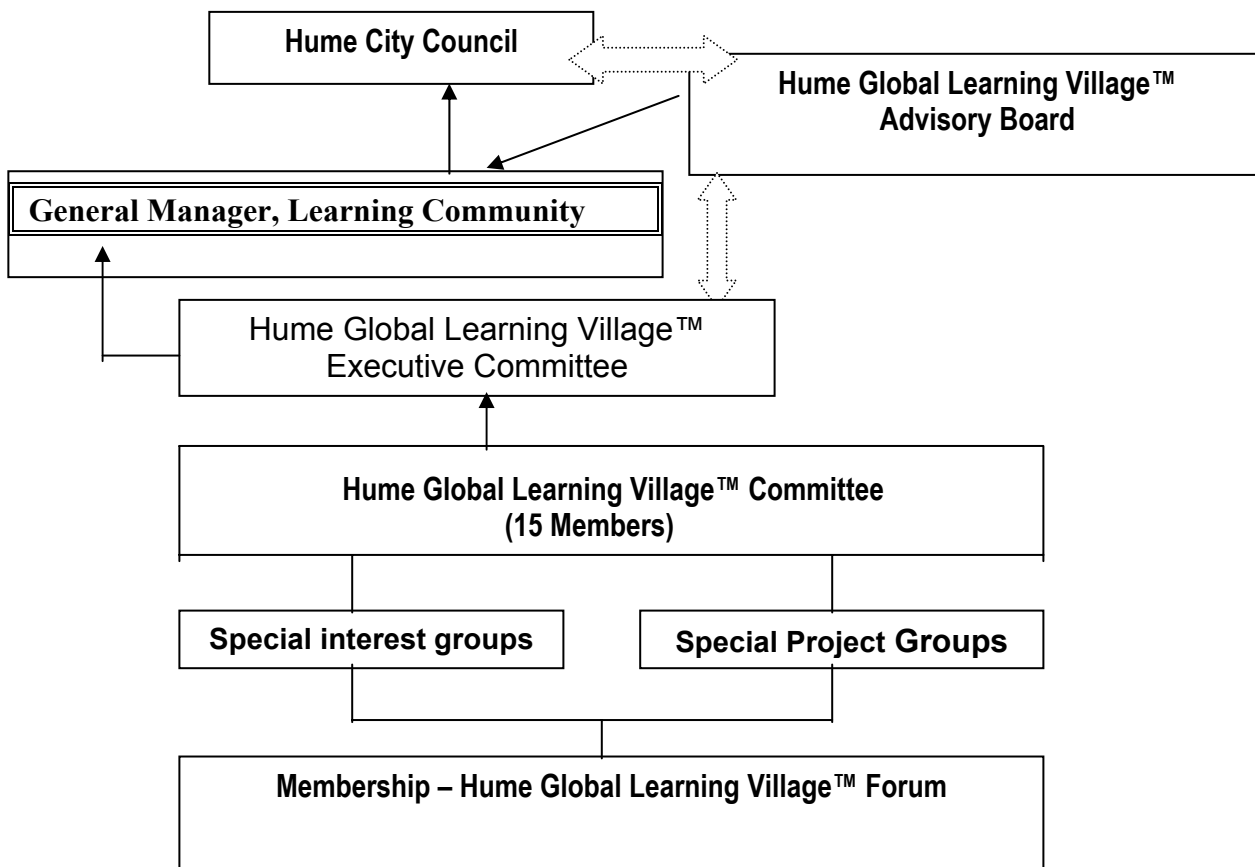 Hume City Council
Hume Global Learning Village™
Advisory Board
General Manager, Learning Community
Hume Global Learning Village™
Executive Committee
Hume Global Learning Village™ Committee
(15 Members)
Special interest groups
Special Project Groups
Membership – Hume Global Learning Village™ Forum